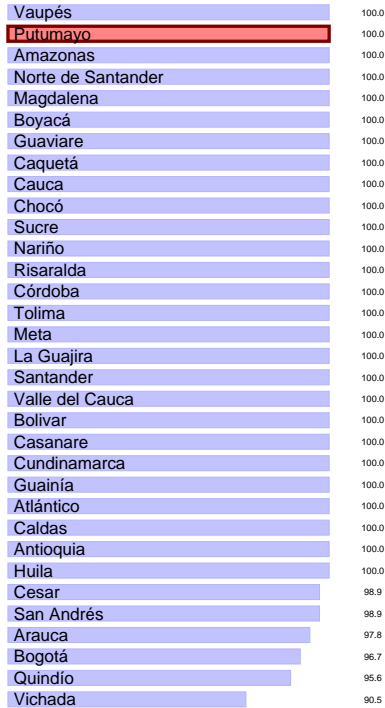 Vaupés 100.0
Putumayo 100.0
Amazonas 100.0
Norte de Santander 100.0
Magdalena 100.0
Boyacá 100.0
Guaviare 100.0
Caquetá 100.0
Cauca 100.0
Chocó 100.0
Sucre 100.0
Nariño 100.0
Risaralda 100.0
Córdoba 100.0
Tolima 100.0
Meta 100.0
La Guajira 100.0
Santander 100.0
Valle del Cauca 100.0
Bolivar 100.0
Casanare 100.0
Cundinamarca 100.0
Guainía 100.0
Atlántico 100.0
Caldas 100.0
Antioquia 100.0
Huila 100.0
Cesar 98.9
San Andrés 98.9
Arauca 97.8
Bogotá 96.7
Quindío 95.6
Vichada 90.5